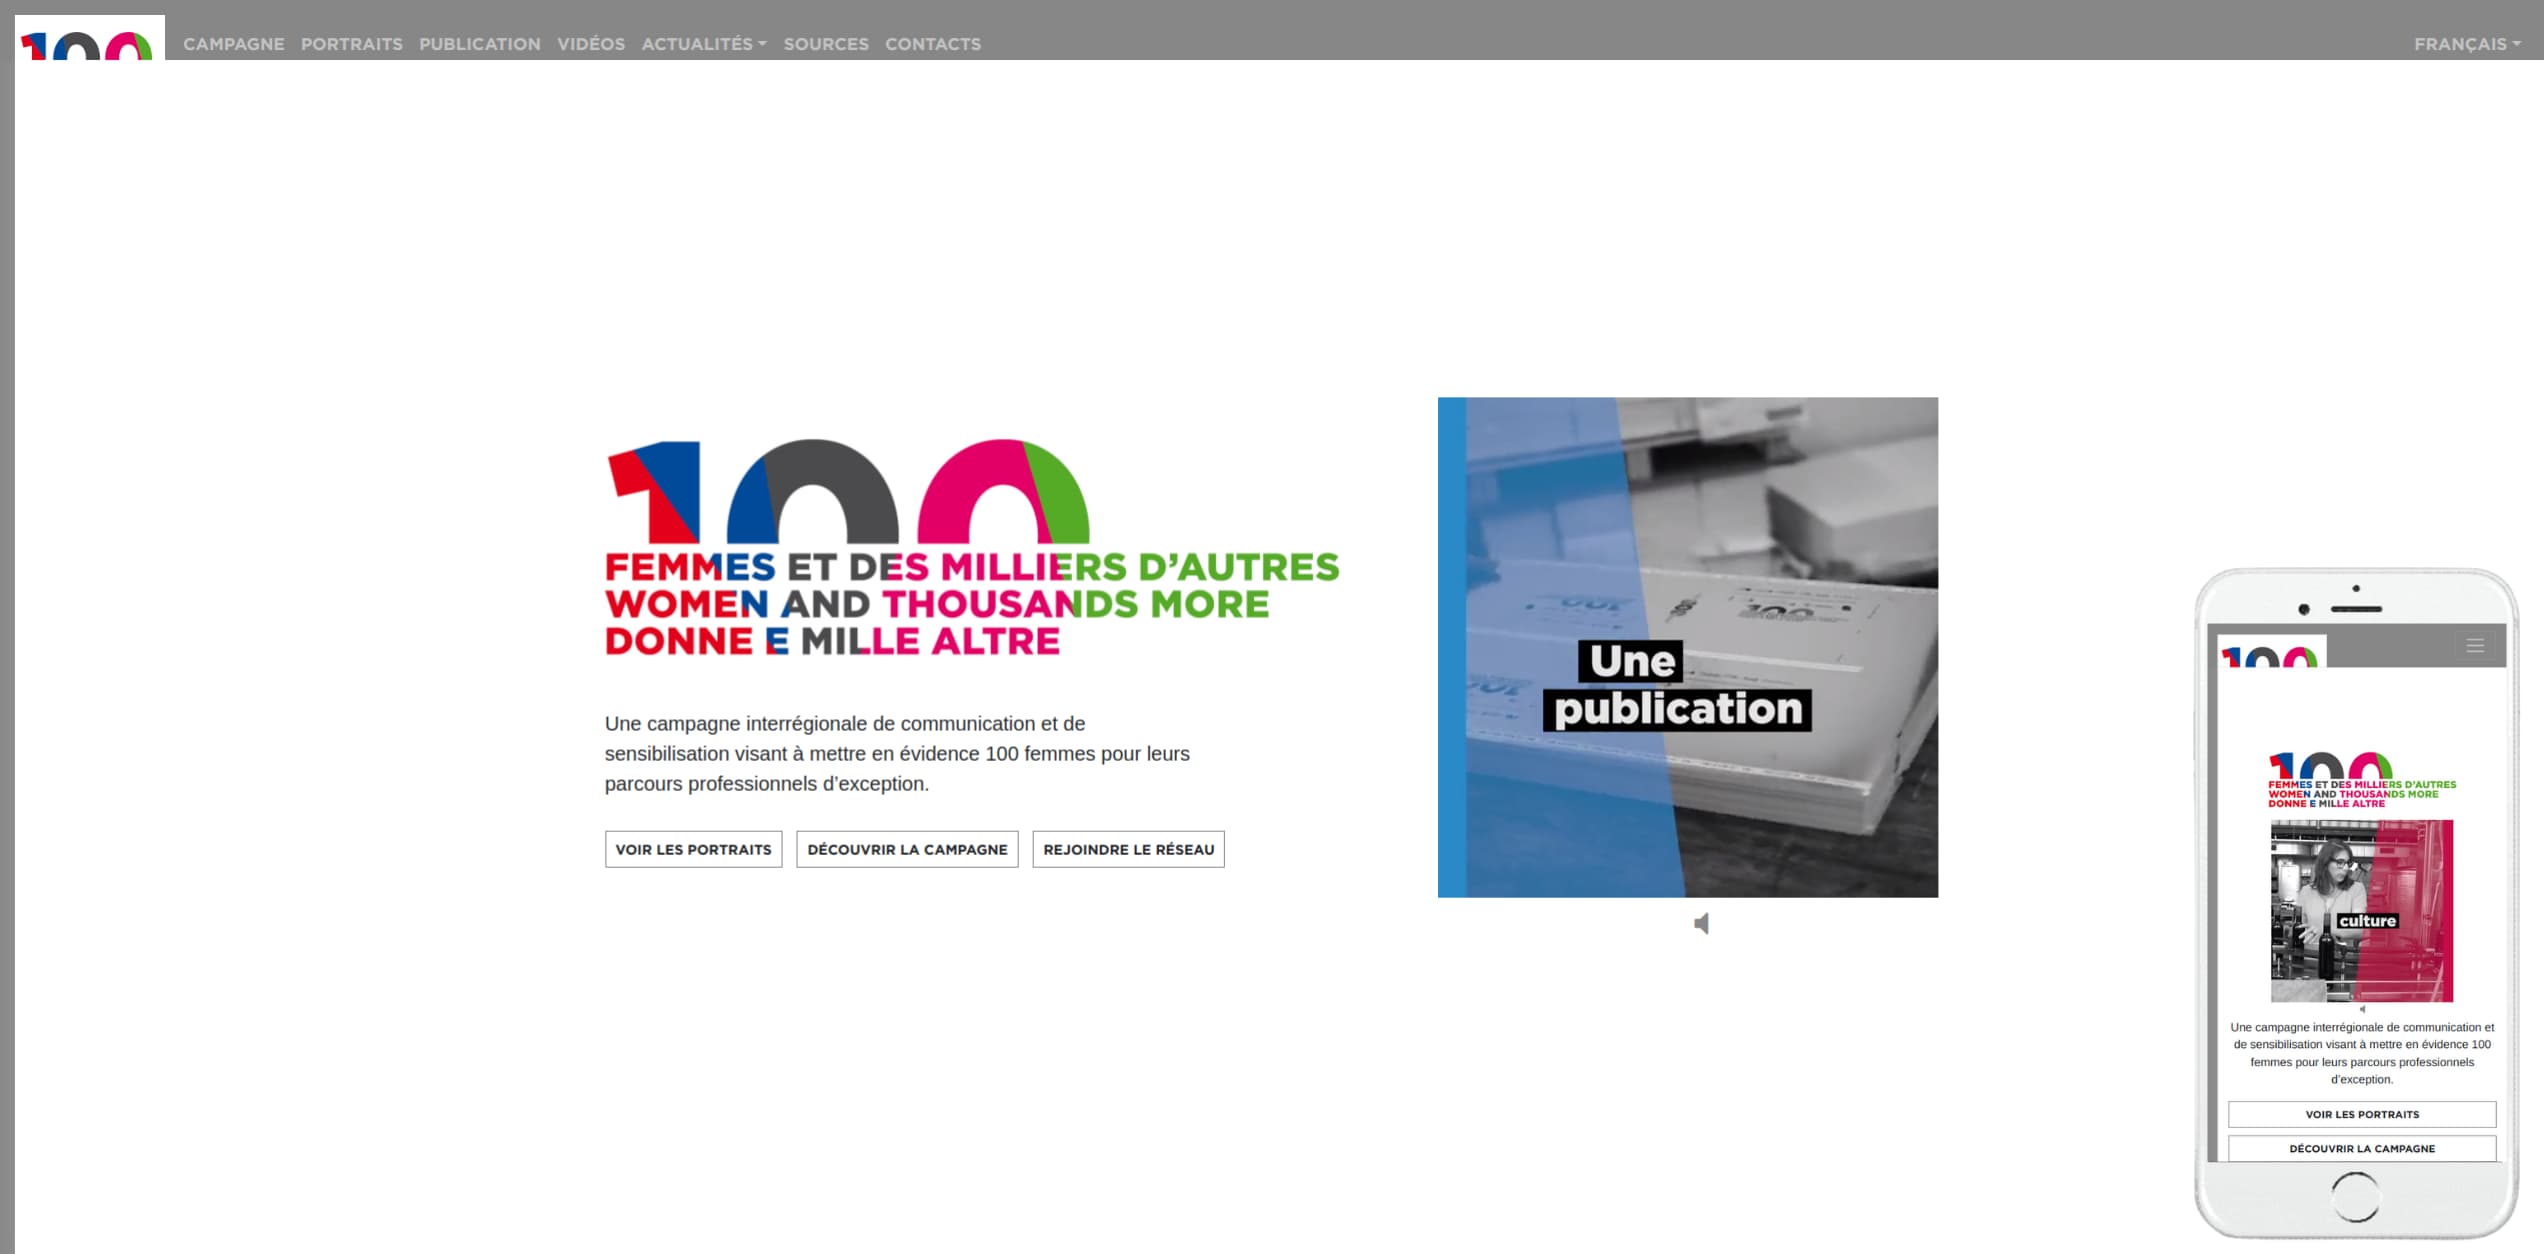 100
CAMPAGNE PORTRAITS PUBLICATION VIDÉOS ACTUALITÉS SOURCES CONTACTS FRANÇAIS
100
FEMMES ET DES MILLIERS D’AUTRES
WOMEN AND THOUSANDS MORE
DONNE E MILLE ALTRE
Une campagne interrégionale de communication et de
sensibilisation visant à mettre en évidence 100 femmes pour leurs
parcours professionnels d’exception.
VOIR LES PORTRAITS DÉCOUVRIR LA CAMPAGNE REJOINDRE LE RÉSEAU
100
Une
publication
100
100
FEMMES ET DES MILLIERS D’AUTRES
WOMEN AND THOUSANDS MORE
DONNE E MILLE ALTRE
culture
Une campagne interrégionale de communication et
de sensibilisation visant à mettre en évidence 100
femmes pour leurs parcours professionnels
d’exception.
VOIR LES PORTRAITS
DÉCOUVRIR LA CAMPAGNE